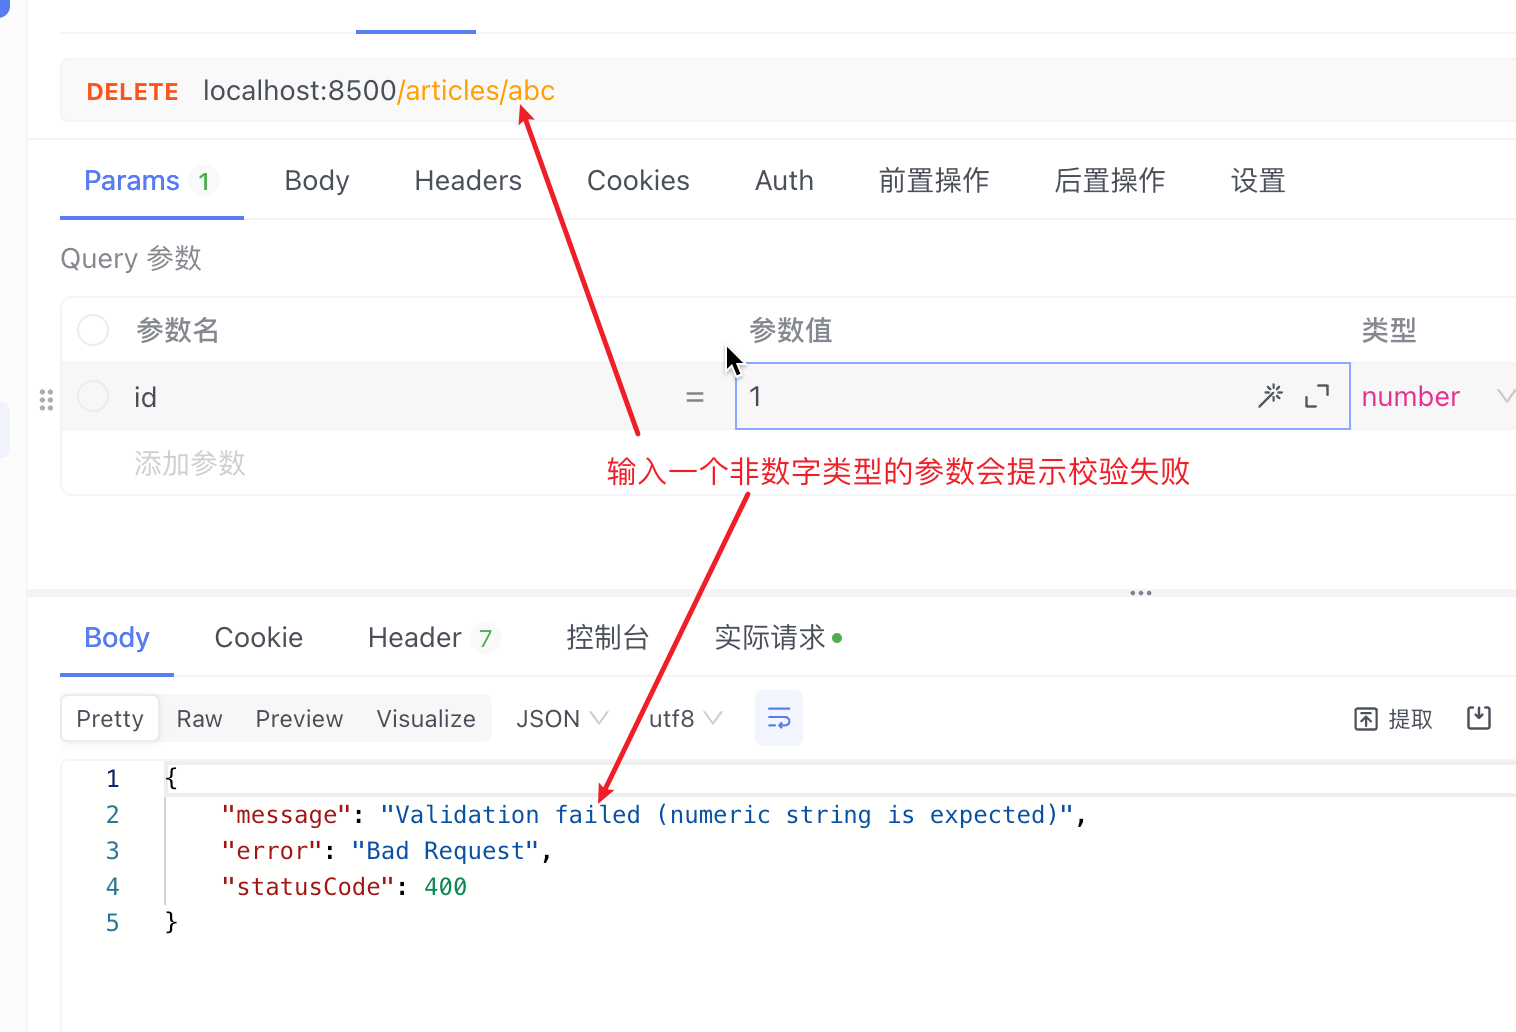 DELETE localhost:8500/articles/abc
Params 1 Body Headers Cookies Auth 前置操作 后置操作 设置
Query 参数
参数名 参数值 类型
id = 1 number
添加参数
输入一个非数字类型的参数会提示校验失败
Body Cookie Header 7 控制台 实际请求
Pretty Raw Preview Visualize JSON utf8 提取
1 {
2 "message": "Validation failed (numeric string is expected)",
3 "error": "Bad Request",
4 "statusCode": 400
5 }